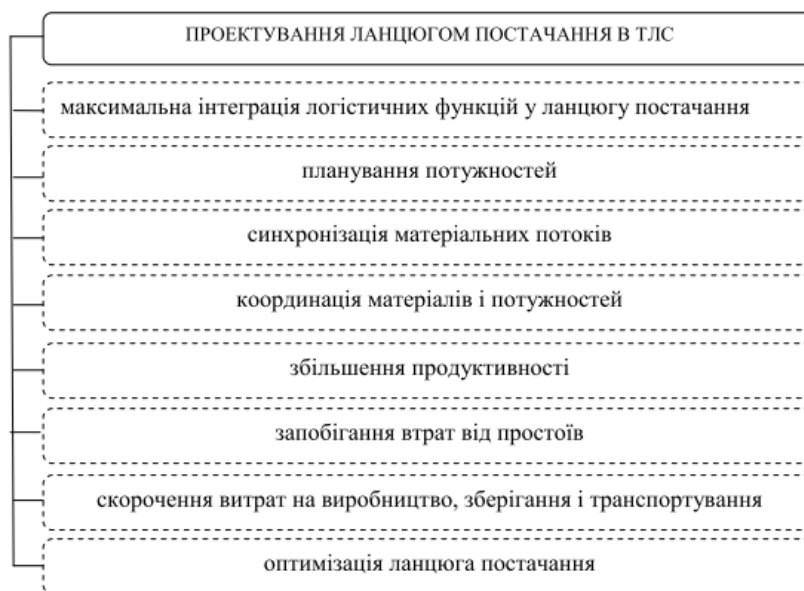 ПРОЕКТУВАННЯ ЛАНЦЮГОМ ПОСТАЧАННЯ В ТЛС
максимальна інтеграція логістичних функцій у ланцюгу постачання
планування потужностей
синхронізація матеріальних потоків
координація матеріалів і потужностей
збільшення продуктивності
запобігання втрат від простоїв
скорочення витрат на виробництво, зберігання і транспортування
оптимізація ланцюга постачання